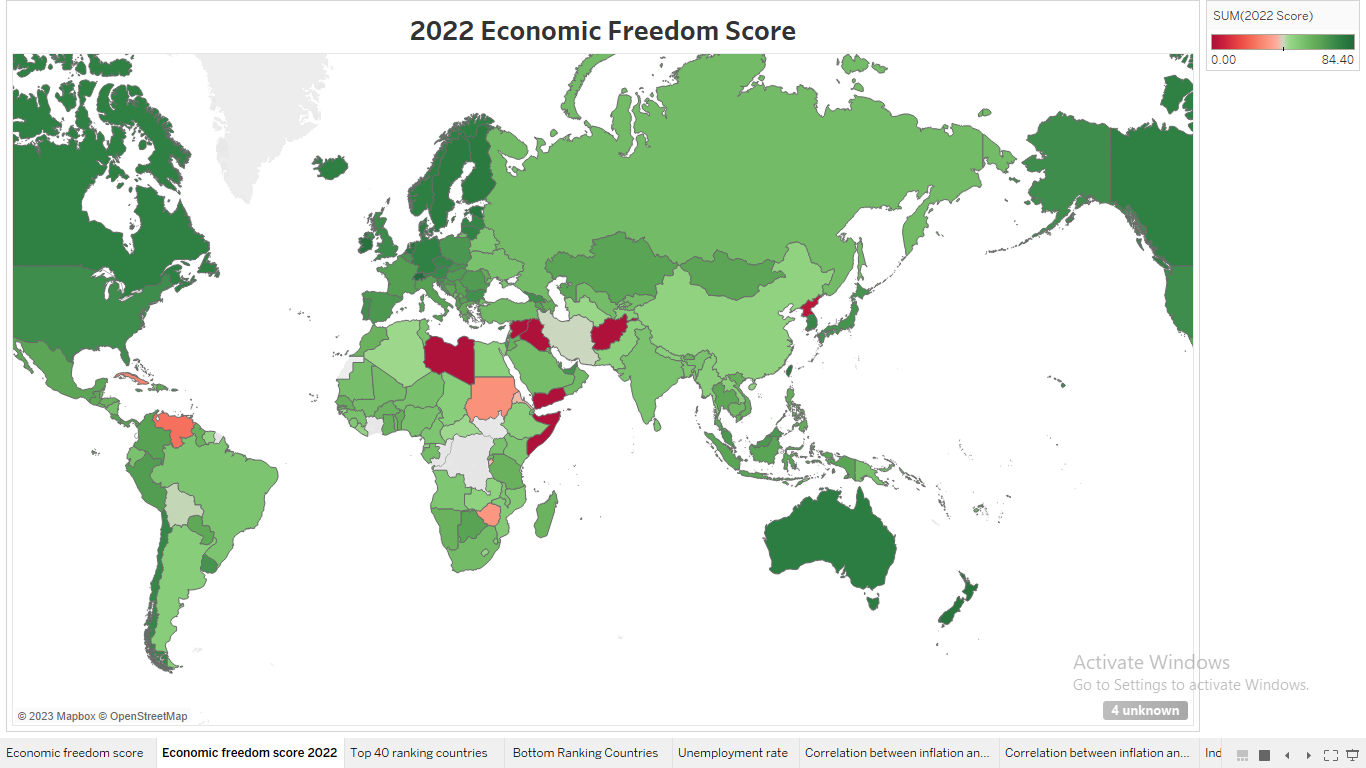 2022 Economic Freedom Score
SUM(2022 Score)
0.00 84.40
Activate Windows
Go to Settings to activate Windows.
4 unknown
© 2023 Mapbox © OpenStreetMap
Economic freedom score Economic freedom score 2022 Top 40 ranking countries Bottom Ranking Countries Unemployment rate Correlation between inflation an... Correlation between inflation an... Ind